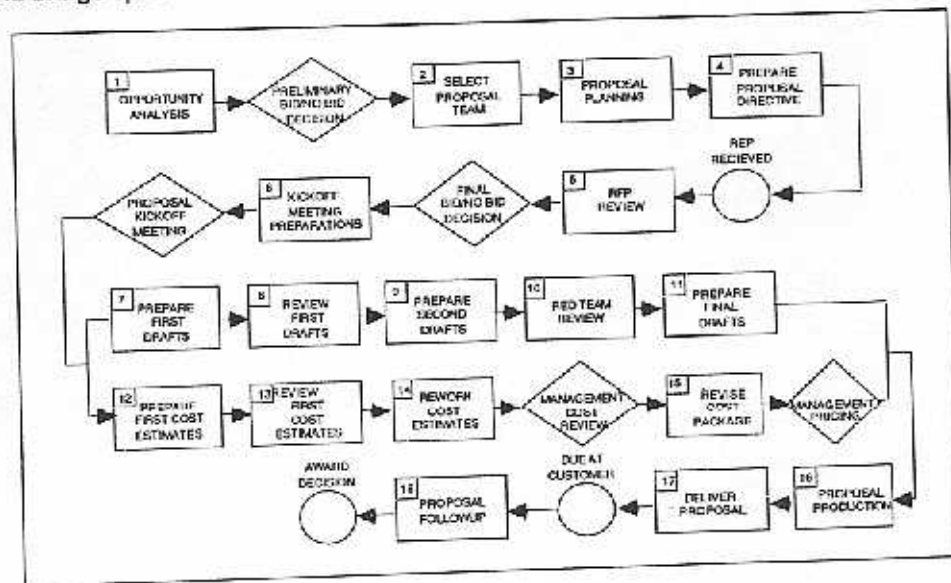 1
OPPORTUNITY
ANALYSIS
PRELIMINARY
BID/NO BID
DECISION
2
SELECT
PROPOSAL
TEAM
3
PROPOSAL
PLANNING
4
PREPARE
PROPOSAL
DIRECTIVE
RFP
RECIEVED
5
RFP
REVIEW
FINAL
BID/NO BID
DECISION
6
KICKOFF
MEETING
PREPARATIONS
PROPOSAL
KICKOFF
MEETING
7
PREPARE
FIRST
DRAFTS
8
REVIEW
FIRST
DRAFTS
9
PREPARE
SECOND
DRAFTS
10
RED TEAM
REVIEW
11
PREPARE
FINAL
DRAFTS
12
PREPARE
FIRST COST
ESTIMATES
13
REVIEW
FIRST
COST
ESTIMATES
14
REWORK
COST
ESTIMATES
MANAGEMENT
COST
REVIEW
15
REVISE
COST
PACKAGE
MANAGEMENT
PRICING
16
PROPOSAL
PRODUCTION
17
DELIVER
PROPOSAL
DUE AT
CUSTOMER
18
PROPOSAL
FOLLOWUP
AWARD
DECISION